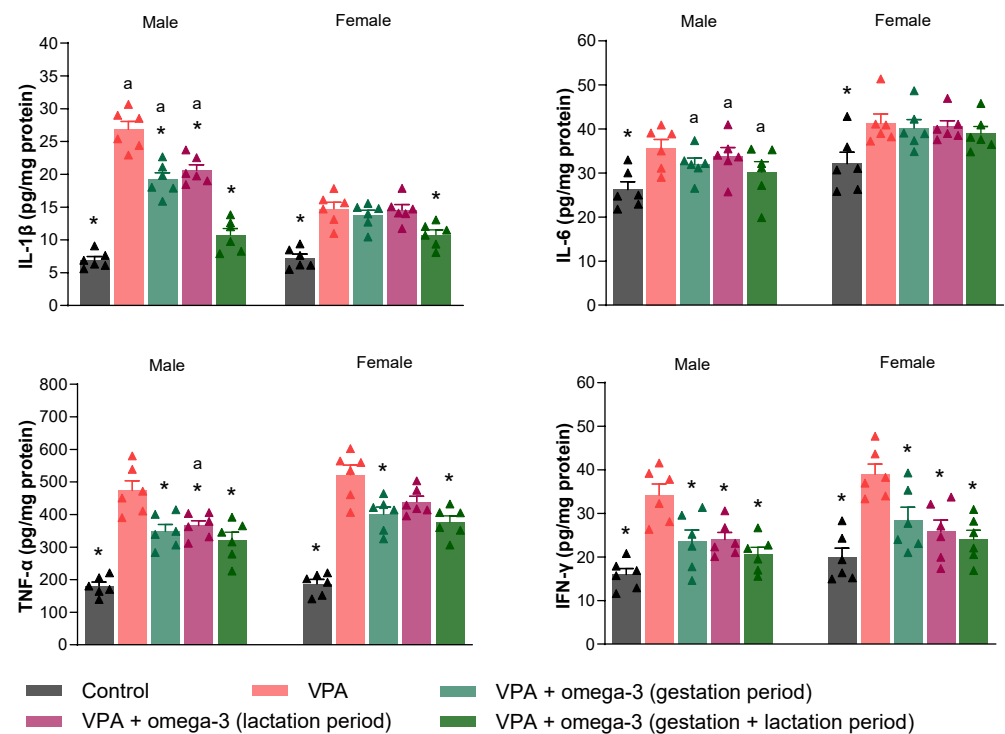 Male Female
IL-1β (pg/mg protein)
40
35
30
25
20
15
10
5
0
a
a
a
*
*
*
*
*
*
Male Female
IL-6 (pg/mg protein)
60
50
40
30
20
10
0
*
a
a
a
*
Male Female
TNF-α (pg/mg protein)
800
700
600
500
400
300
200
100
0
*
*
a
*
*
*
*
*
Male Female
IFN-γ (pg/mg protein)
60
50
40
30
20
10
0
*
*
*
*
*
*
*
*
Control
VPA
VPA + omega-3 (gestation period)
VPA + omega-3 (lactation period)
VPA + omega-3 (gestation + lactation period)